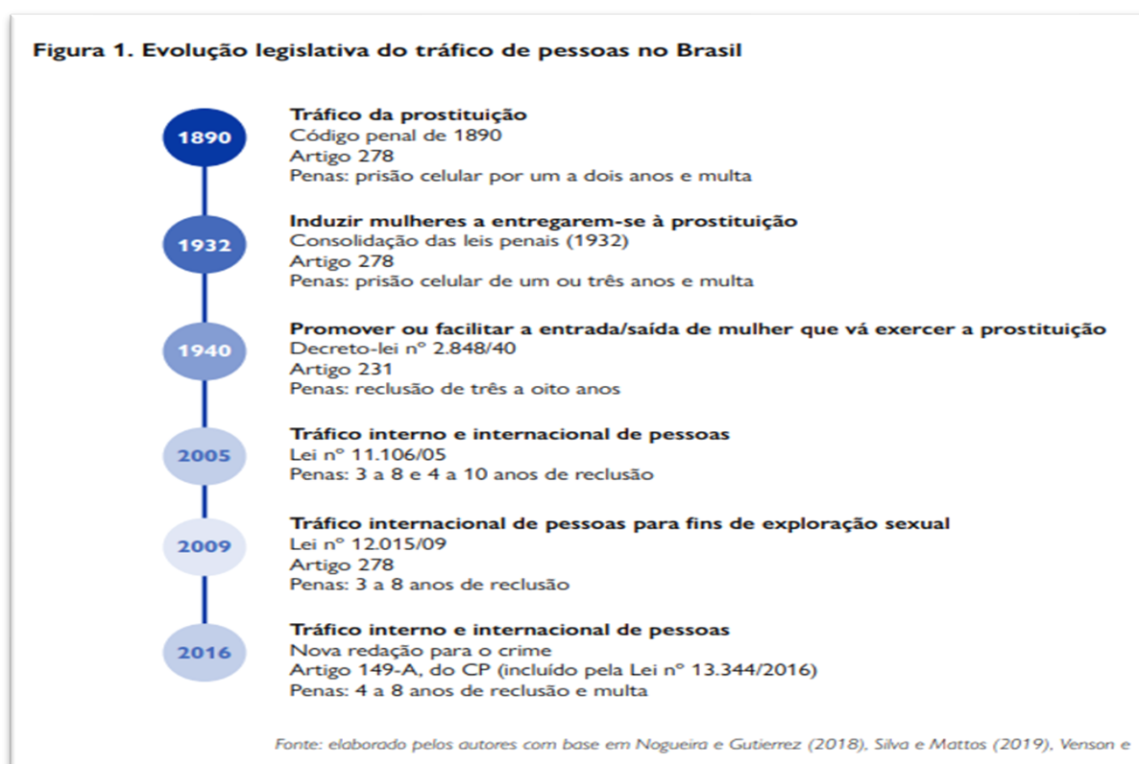 Figura 1. Evolução legislativa do tráfico de pessoas no Brasil
1890
Tráfico da prostituição
Código penal de 1890
Artigo 278
Penas: prisão celular por um a dois anos e multa
1932
Induzir mulheres a entregarem-se à prostituição
Consolidação das leis penais (1932)
Artigo 278
Penas: prisão celular de um ou três anos e multa
1940
Promover ou facilitar a entrada/saída de mulher que vá exercer a prostituição
Decreto-lei nº 2.848/40
Artigo 231
Penas: reclusão de três a oito anos
2005
Tráfico interno e internacional de pessoas
Lei nº 11.106/05
Penas: 3 a 8 e 4 a 10 anos de reclusão
2009
Tráfico internacional de pessoas para fins de exploração sexual
Lei nº 12.015/09
Artigo 278
Penas: 3 a 8 anos de reclusão
2016
Tráfico interno e internacional de pessoas
Nova redação para o crime
Artigo 149-A, do CP (incluído pela Lei nº 13.344/2016)
Penas: 4 a 8 anos de reclusão e multa
Fonte: elaborado pelos autores com base em Nogueira e Gutierrez (2018), Silva e Mattos (2019), Venson e